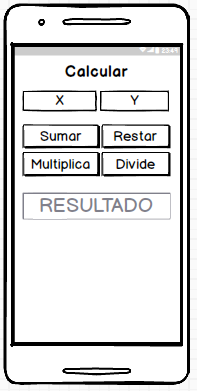 Calcular
X Y
Sumar Restar
Multiplica Divide
RESULTADO